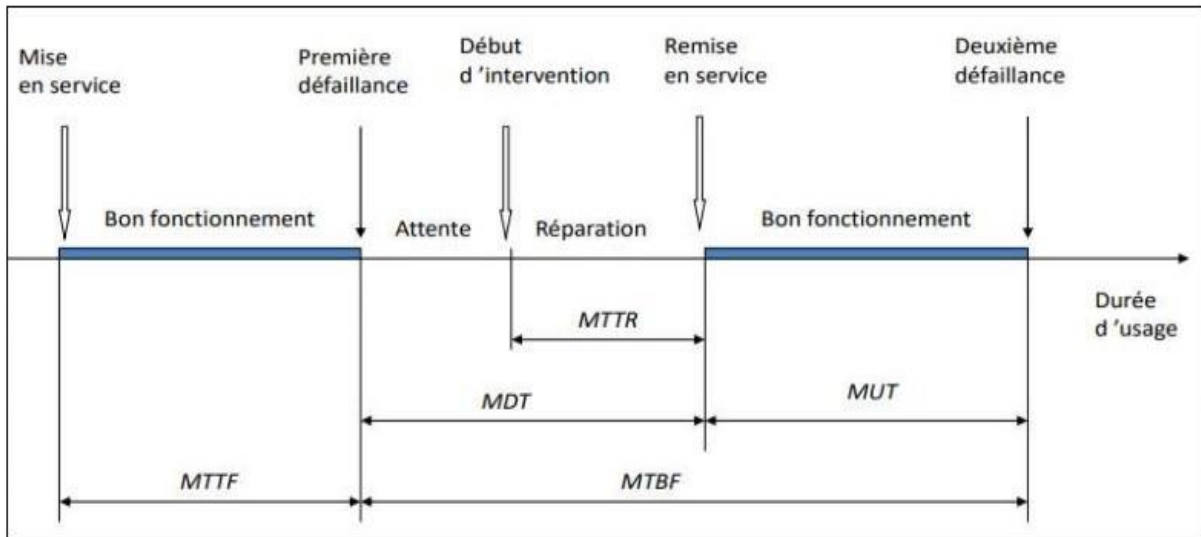 Mise
en service
Première
défaillance
Début
d 'intervention
Remise
en service
Deuxième
défaillance
Bon fonctionnement
Attente
Réparation
Bon fonctionnement
Durée
d 'usage
MTTR
MDT
MUT
MTTF
MTBF